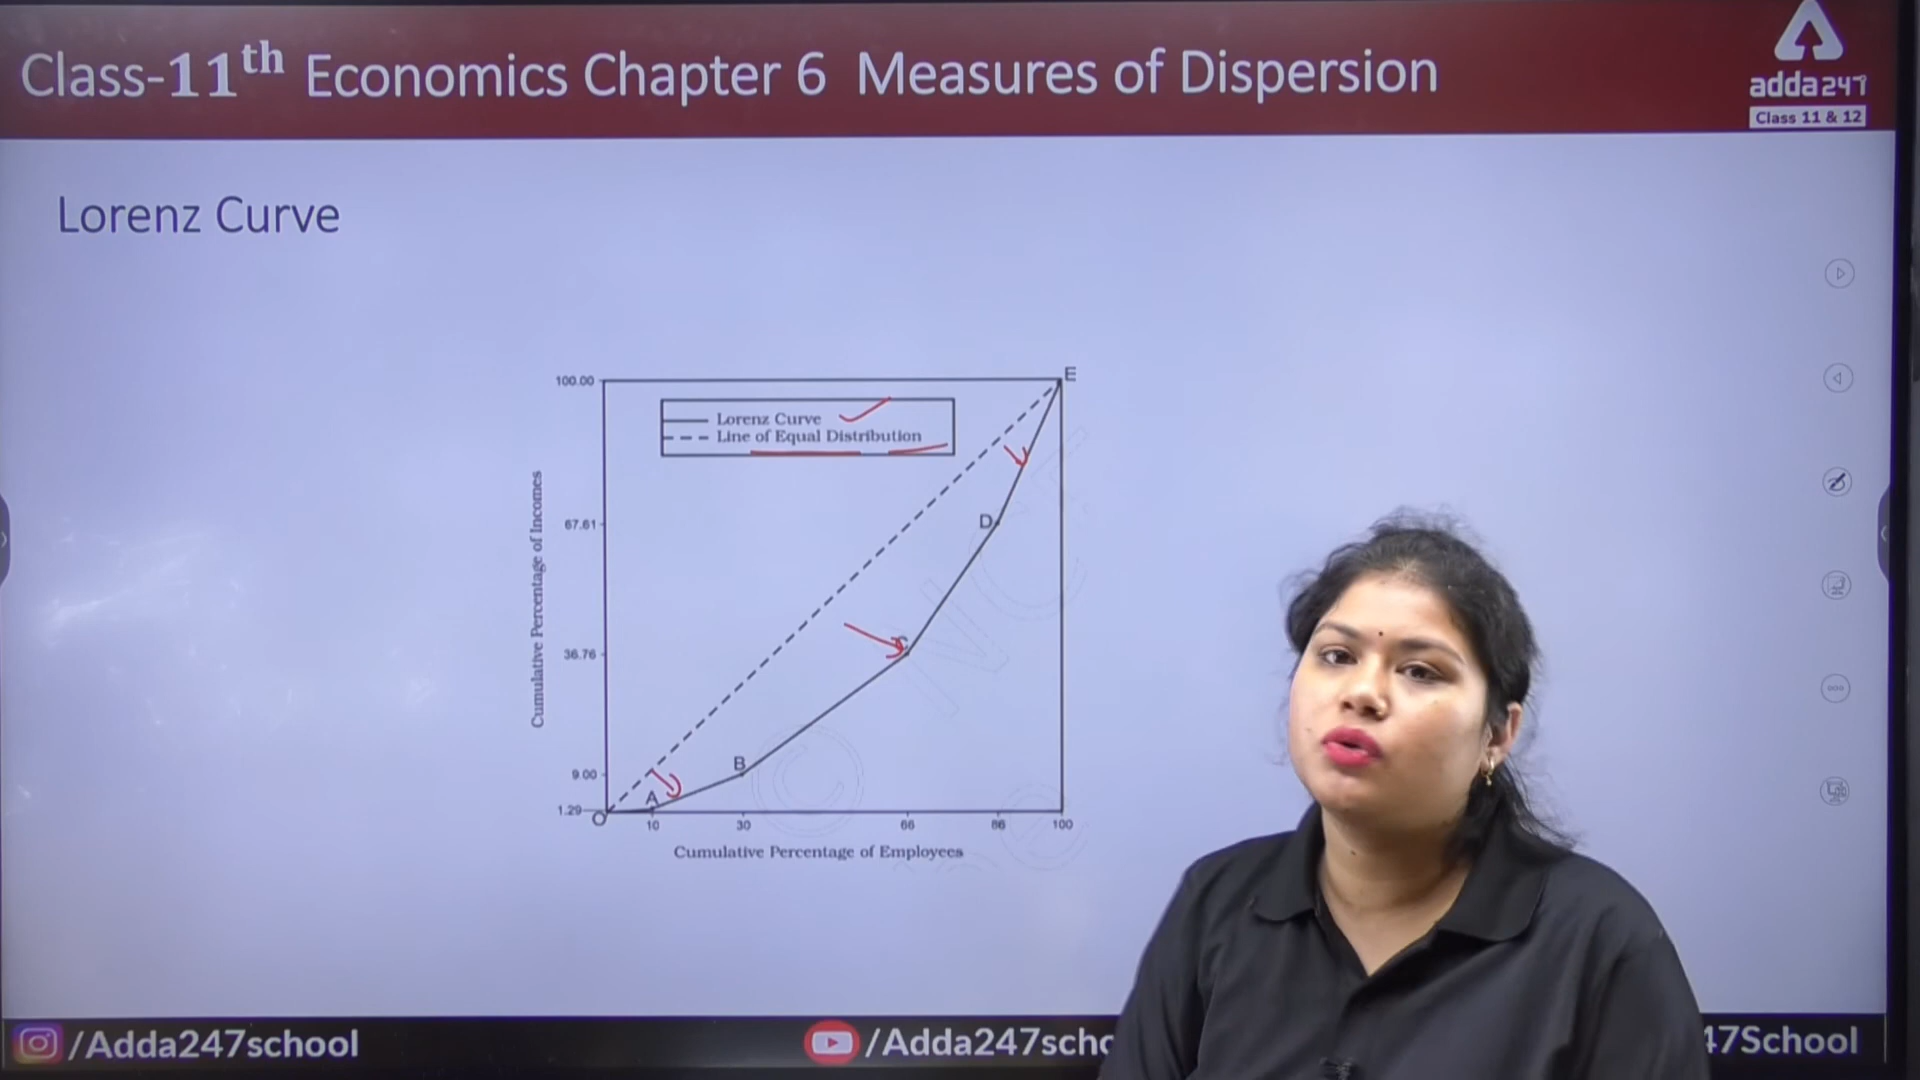 Class-11th Economics Chapter 6 Measures of Dispersion
adda247
Class 11 & 12
Lorenz Curve
100.00
E
Lorenz Curve
Line of Equal Distribution
D
67.61
C
36.76
B
9.00
A
1.29
O
10 30 66 86 100
Cumulative Percentage of Incomes
Cumulative Percentage of Employees
/Adda247school
/Adda247scho
47School